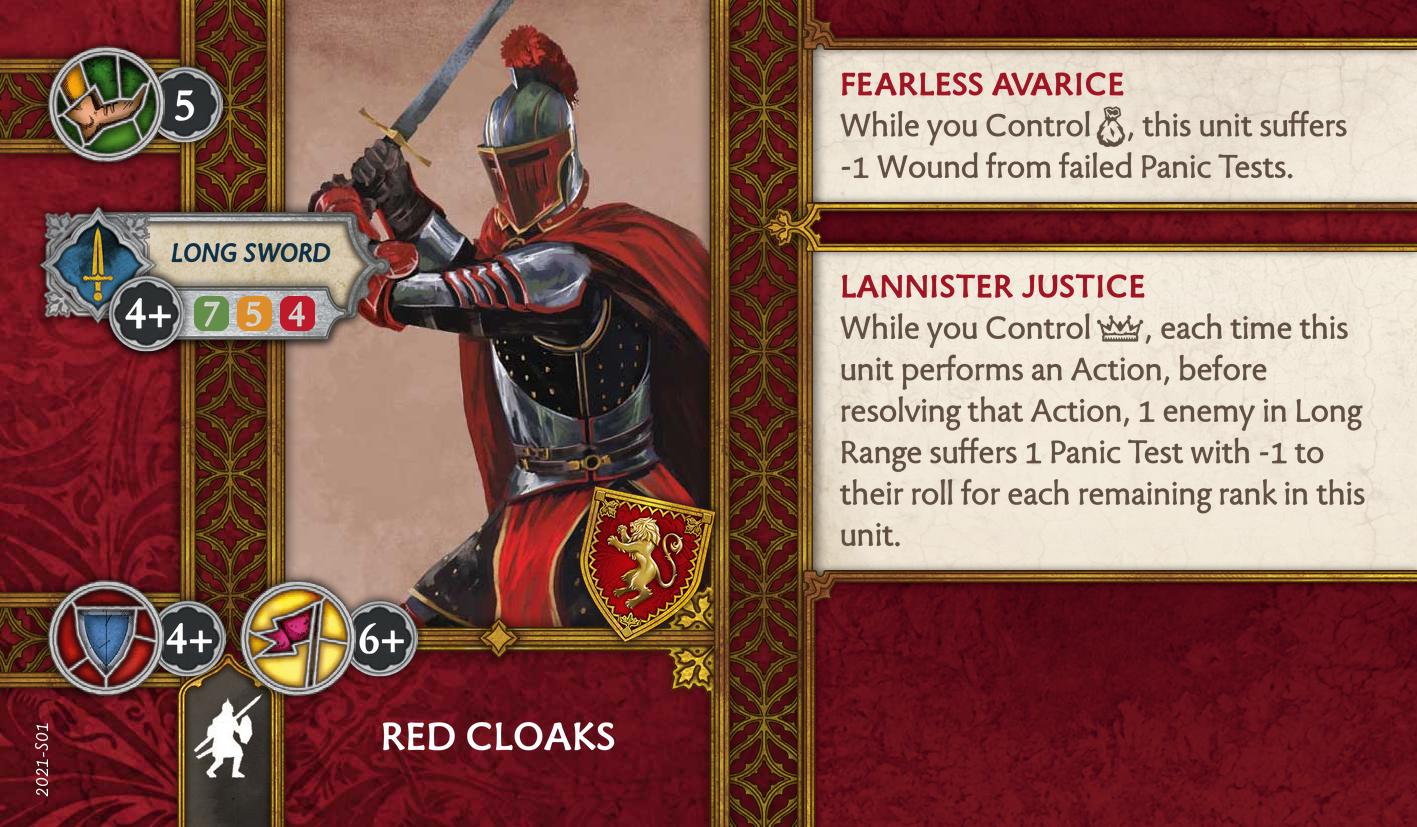 5
LONG SWORD
4+ 7 5 4
4+ 6+
RED CLOAKS
2021-S01
FEARLESS AVARICE
While you Control , this unit suffers
-1 Wound from failed Panic Tests.
LANNISTER JUSTICE
While you Control , each time this
unit performs an Action, before
resolving that Action, 1 enemy in Long
Range suffers 1 Panic Test with -1 to
their roll for each remaining rank in this
unit.